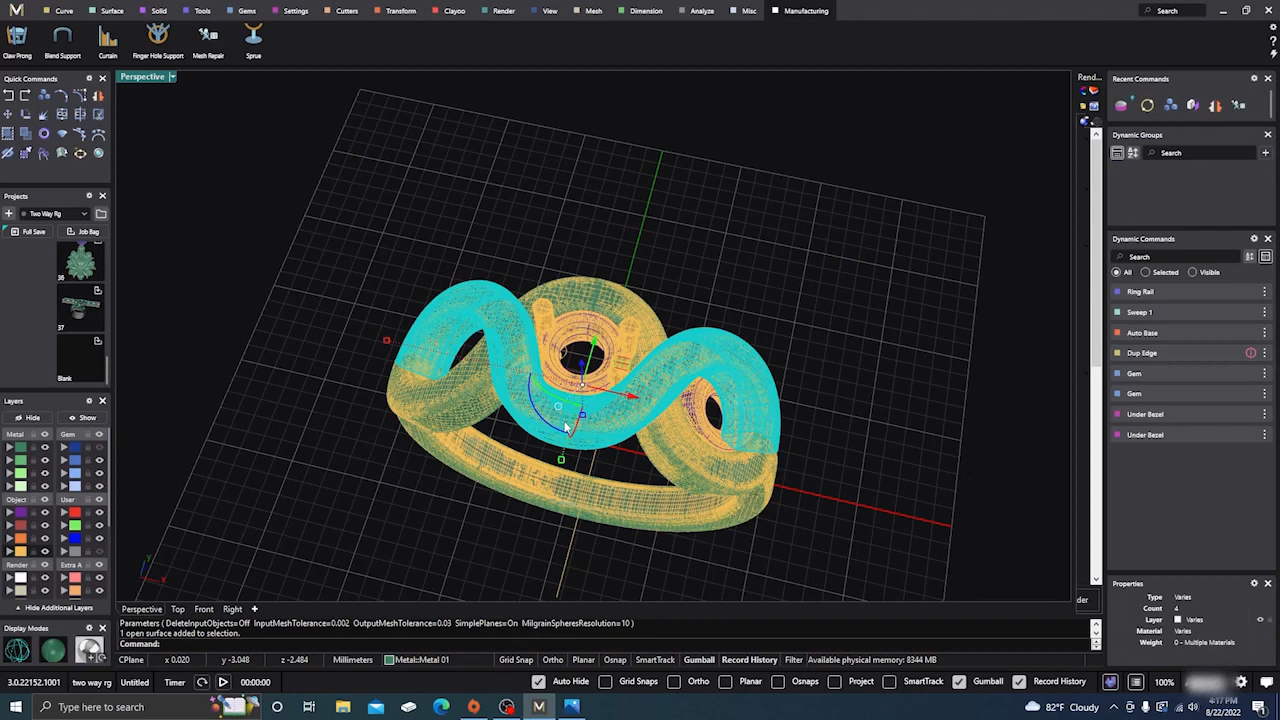 Curve Surface Solid Tools Gems Settings Cutters Transform Clayoo Render View Mesh Dimension Analyze Misc Manufacturing Search
Claw Prong Blend Support Curtain Finger Hole Support Mesh Repair Sprue
Quick Commands
Perspective
Rend...
Recent Commands
Dynamic Groups
Search
Projects
Two Way Rg
Full Save Job Bag
36
37
Blank
Dynamic Commands
Search
All Selected Visible
Ring Rail
Sweep 1
Auto Base
Dup Edge
Gem
Gem
Under Bezel
Under Bezel
Layers
Hide Show
Metal Gem
Object User
Render Extra A
Hide Additional Layers
y
x
der
Properties
Type Varies
Count 4
Layer Varies
Material Varies
Weight 0 - Multiple Materials
Perspective Top Front Right
Display Modes
Parameters ( DeleteInputObjects=Off InputMeshTolerance=0.002 OutputMeshTolerance=0.03 SimplePlanes=On MilgrainSpheresResolution=10 )
1 open surface added to selection.
Command:
CPlane x 0.020 y -3.048 z -2.484 Millimeters Metal::Metal 01 Grid Snap Ortho Planar Osnap SmartTrack Gumball Record History Filter Available physical memory: 8344 MB
3.0.22152.1001 two way rg Untitled Timer 00:00:00 Auto Hide Grid Snaps Ortho Planar Osnaps Project SmartTrack Gumball Record History 100%
Type here to search 82°F Cloudy 4:17 PM
8/22/2022